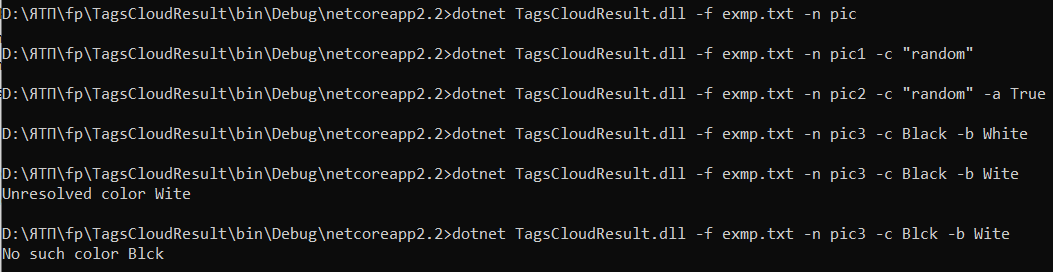 D:\ЯТП\fp\TagsCloudResult\bin\Debug\netcoreapp2.2>dotnet TagsCloudResult.dll -f exmp.txt -n pic
D:\ЯТП\fp\TagsCloudResult\bin\Debug\netcoreapp2.2>dotnet TagsCloudResult.dll -f exmp.txt -n pic1 -c "random"
D:\ЯТП\fp\TagsCloudResult\bin\Debug\netcoreapp2.2>dotnet TagsCloudResult.dll -f exmp.txt -n pic2 -c "random" -a True
D:\ЯТП\fp\TagsCloudResult\bin\Debug\netcoreapp2.2>dotnet TagsCloudResult.dll -f exmp.txt -n pic3 -c Black -b White
D:\ЯТП\fp\TagsCloudResult\bin\Debug\netcoreapp2.2>dotnet TagsCloudResult.dll -f exmp.txt -n pic3 -c Black -b Wite
Unresolved color Wite
D:\ЯТП\fp\TagsCloudResult\bin\Debug\netcoreapp2.2>dotnet TagsCloudResult.dll -f exmp.txt -n pic3 -c Blck -b Wite
No such color Blck